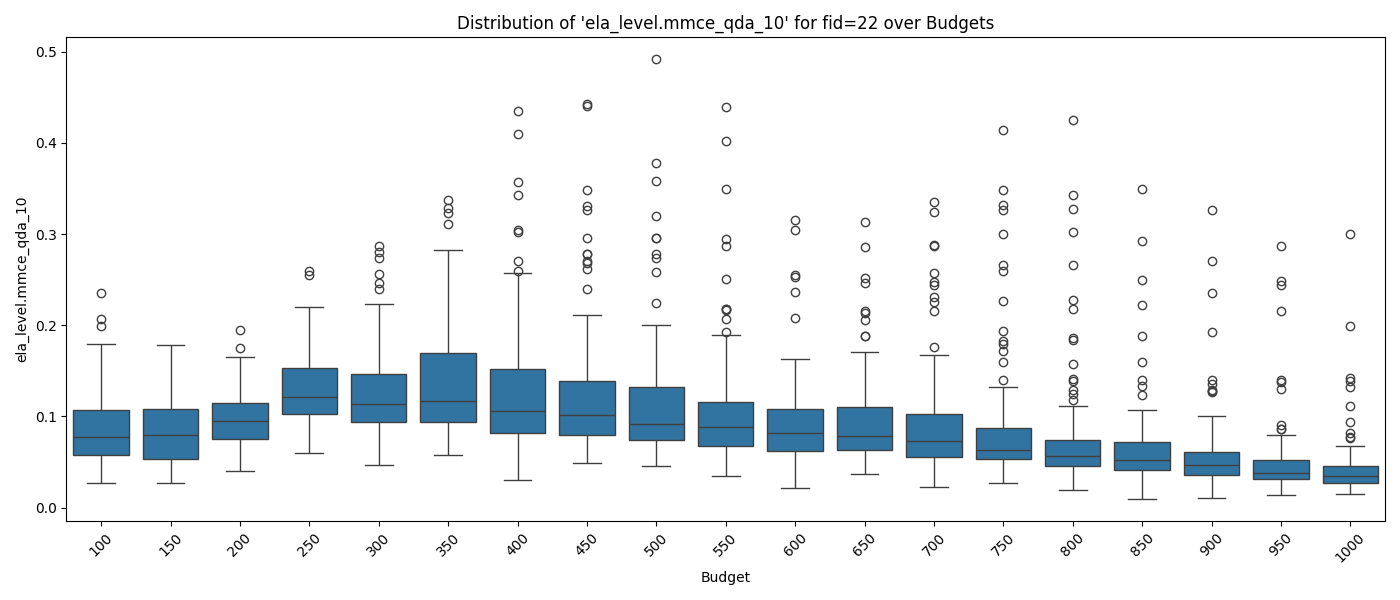 Distribution of 'ela_level.mmce_qda_10' for fid=22 over Budgets
ela_level.mmce_qda_10
0.5
0.4
0.3
0.2
0.1
0.0
100 150 200 250 300 350 400 450 500 550 600 650 700 750 800 850 900 950 1000
Budget